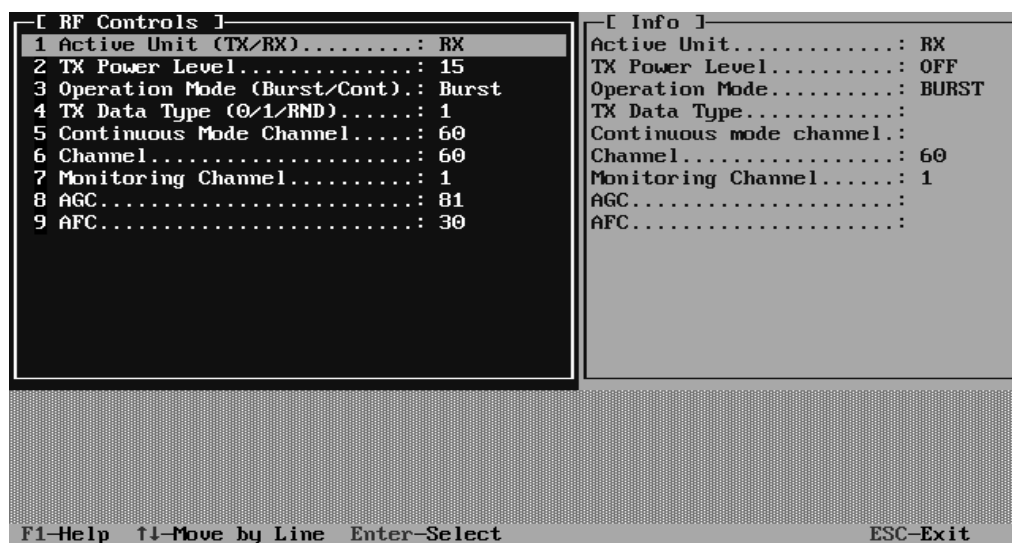 [ RF Controls ]
1 Active Unit (TX/RX).........: RX
2 TX Power Level..............: 15
3 Operation Mode (Burst/Cont).: Burst
4 TX Data Type (0/1/RND)......: 1
5 Continuous Mode Channel.....: 60
6 Channel.....................: 60
7 Monitoring Channel..........: 1
8 AGC.........................: 81
9 AFC.........................: 30
[ Info ]
Active Unit.............: RX
TX Power Level..........: OFF
Operation Mode..........: BURST
TX Data Type............:
Continuous mode channel.:
Channel.................: 60
Monitoring Channel......: 1
AGC.....................:
AFC.....................:
F1-Help ↑↓-Move by Line Enter-Select ESC-Exit